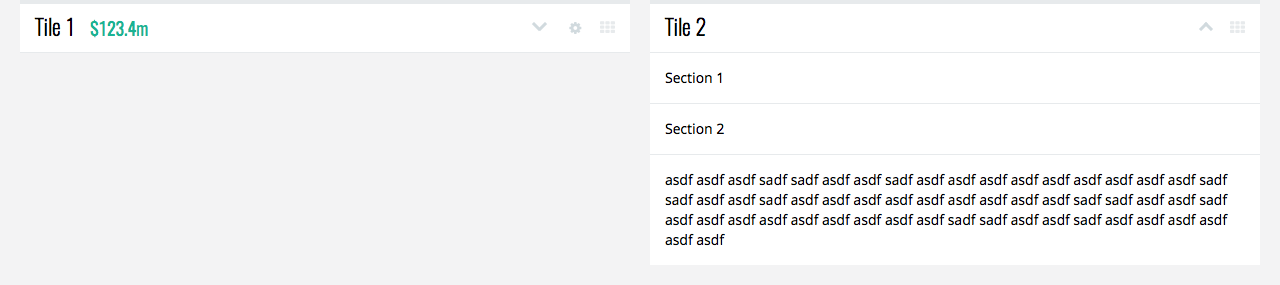 Tile 1 $123.4m
Tile 2
Section 1
Section 2
asdf asdf asdf sadf sadf asdf asdf sadf asdf asdf asdf asdf asdf asdf asdf asdf asdf sadf
sadf asdf asdf sadf asdf asdf asdf asdf asdf asdf asdf asdf asdf sadf sadf asdf asdf sadf
asdf asdf asdf asdf asdf asdf asdf asdf asdf sadf sadf asdf asdf sadf asdf asdf asdf asdf
asdf asdf